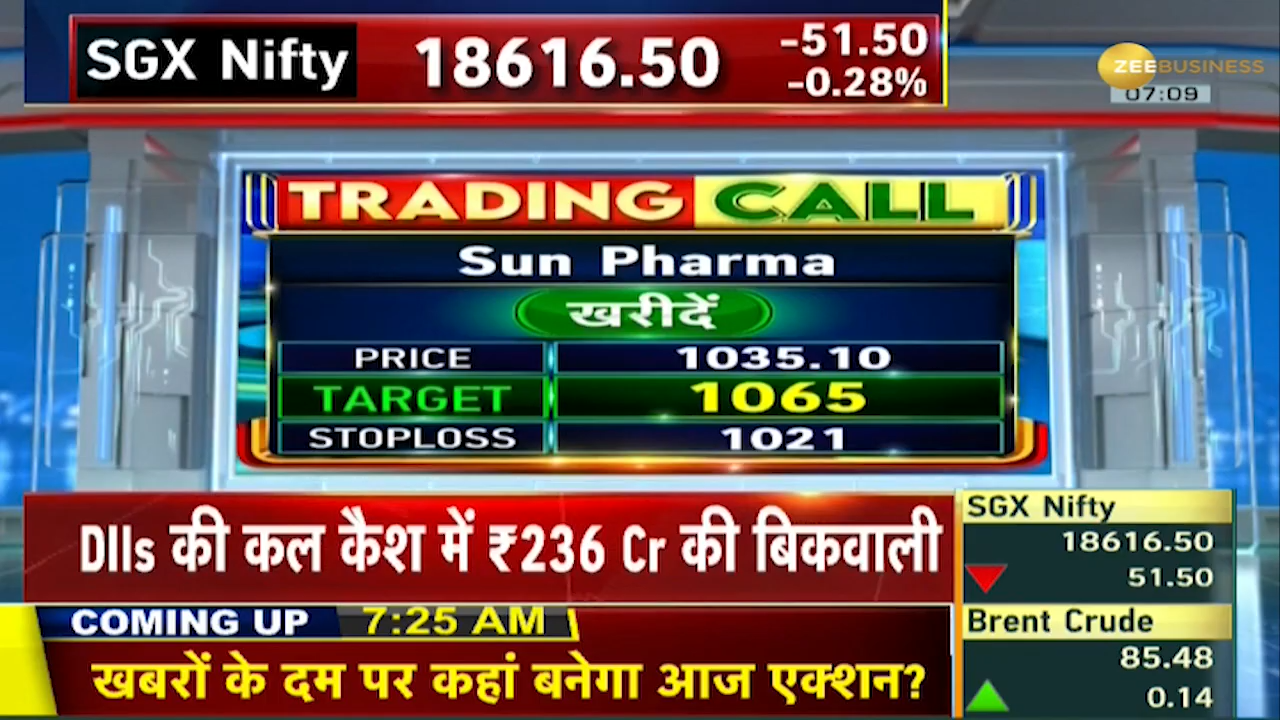 SGX Nifty 18616.50 -51.50
-0.28%
ZEEBUSINESS
07:09
TRADING CALL
Sun Pharma
खरीदें
PRICE 1035.10
TARGET 1065
STOPLOSS 1021
DIIs की कल कैश में ₹236 Cr की बिकवाली
COMING UP 7:25 AM
खबरों के दम पर कहां बनेगा आज एक्शन?
SGX Nifty
18616.50
51.50
Brent Crude
85.48
0.14